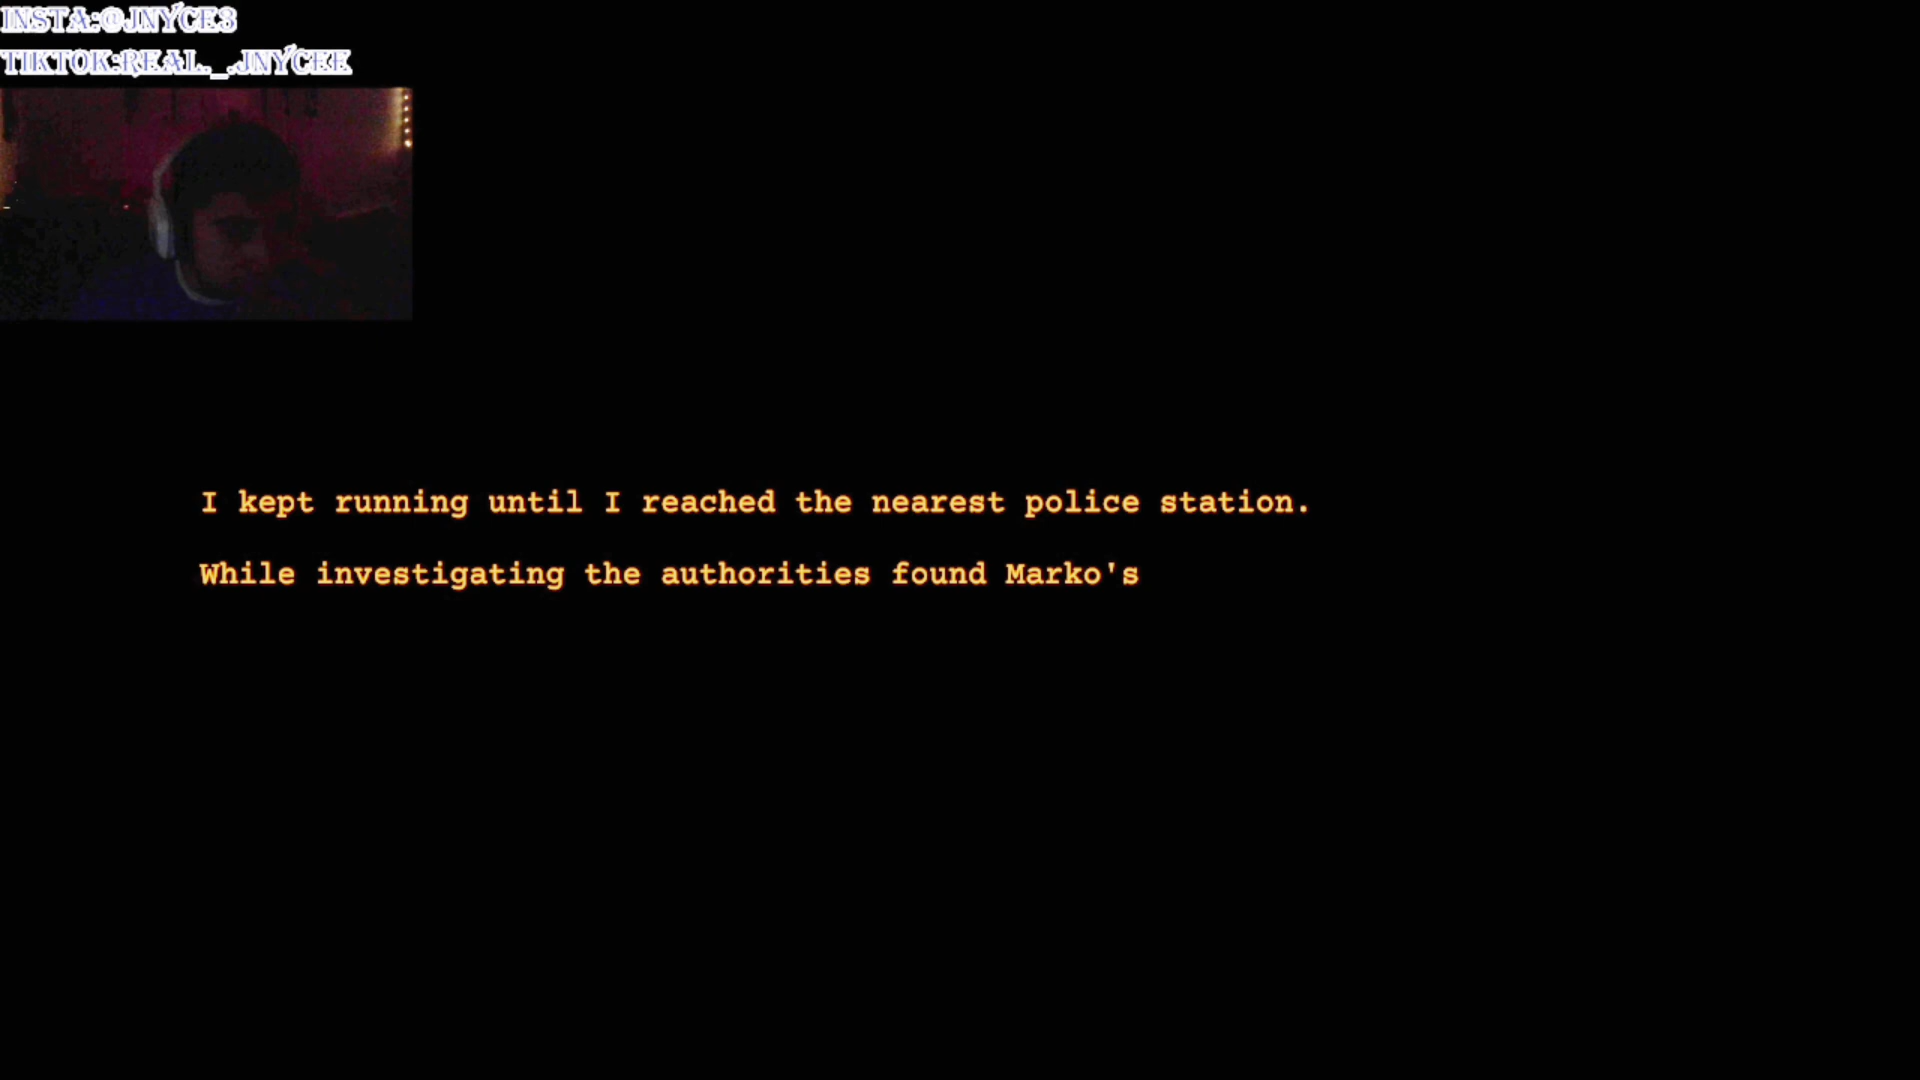 INSTA:@JNYCE3
TIKTOK:REAL._.JNYCEE
I kept running until I reached the nearest police station.
While investigating the authorities found Marko's